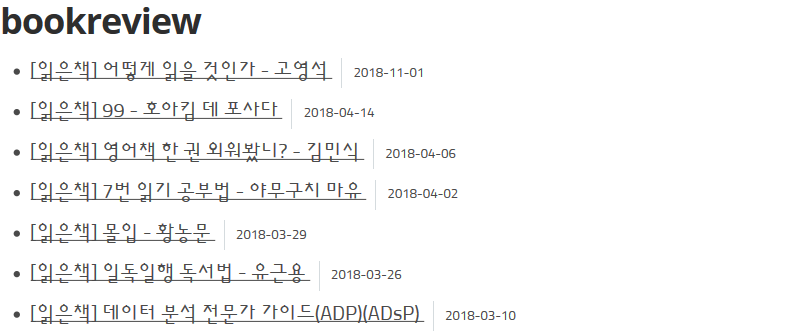 bookreview
[읽은책] 어떻게 읽을 것인가 - 고영석 2018-11-01
[읽은책] 99 - 호아킴 데 포사다 2018-04-14
[읽은책] 영어책 한 권 외워봤니? - 김민식 2018-04-06
[읽은책] 7번 읽기 공부법 - 야무구치 마유 2018-04-02
[읽은책] 몰입 - 황농문 2018-03-29
[읽은책] 일독일행 독서법 - 유근용 2018-03-26
[읽은책] 데이터 분석 전문가 가이드(ADP)(ADsP) 2018-03-10